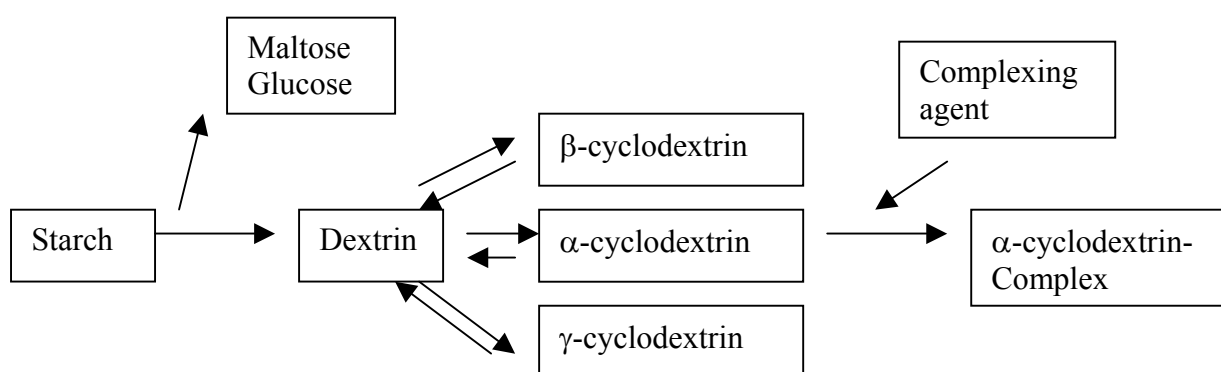 Maltose
Glucose
Complexing
agent
β-cyclodextrin
Starch
Dextrin
α-cyclodextrin
α-cyclodextrin-
Complex
γ-cyclodextrin